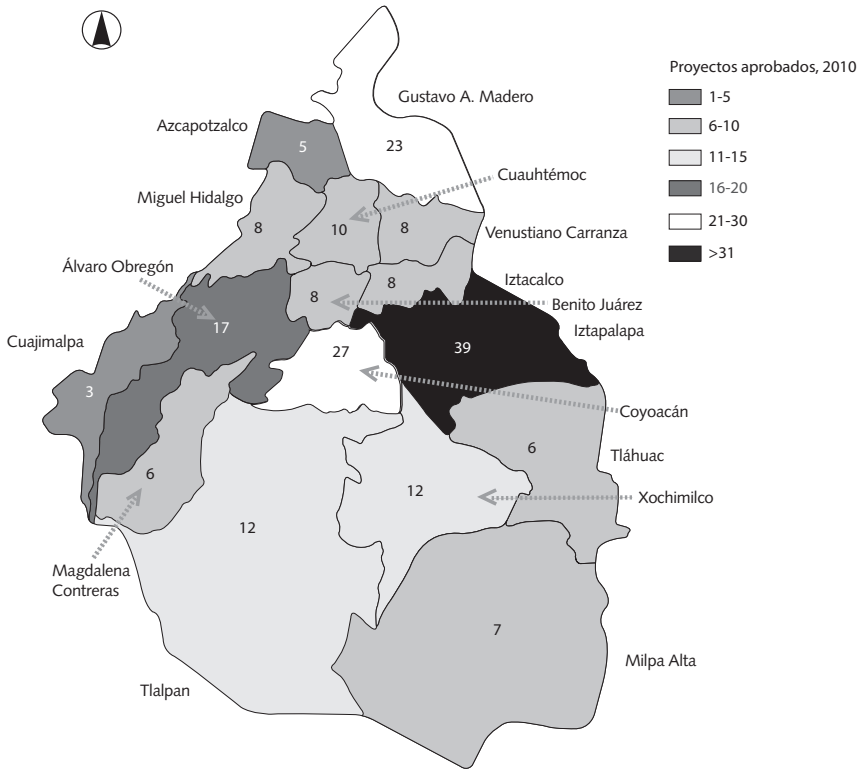 Proyectos aprobados, 2010
1-5
6-10
11-15
16-20
21-30
>31
Gustavo A. Madero
Azcapotzalco
5
23
Cuauhtémoc
Miguel Hidalgo
8
10
8
Venustiano Carranza
Álvaro Obregón
Iztacalco
8
8
Benito Juárez
17
Iztapalapa
Cuajimalpa
27
39
3
Coyoacán
6
Tláhuac
6
12
Xochimilco
12
Magdalena
Contreras
7
Milpa Alta
Tlalpan